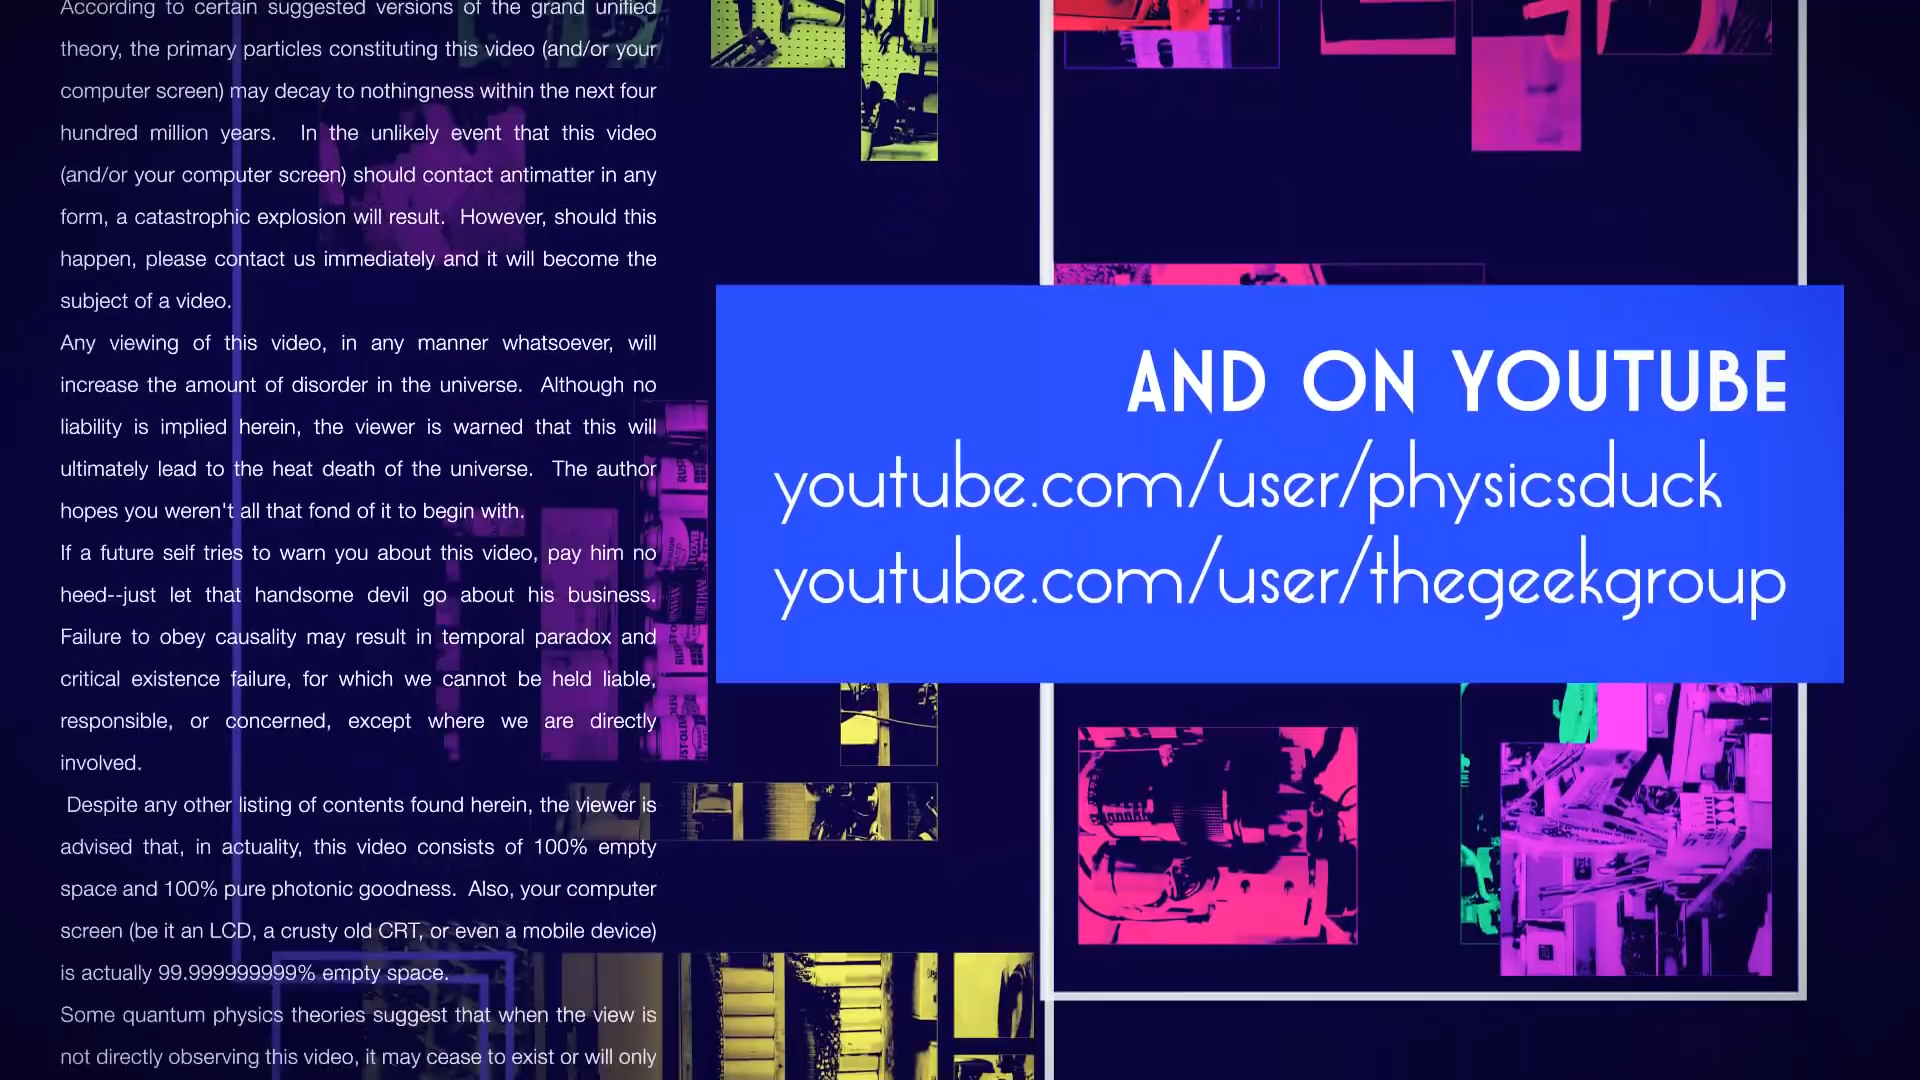 According to certain suggested versions of the grand unified
theory, the primary particles constituting this video (and/or your
computer screen) may decay to nothingness within the next four
hundred million years. In the unlikely event that this video
(and/or your computer screen) should contact antimatter in any
form, a catastrophic explosion will result. However, should this
happen, please contact us immediately and it will become the
subject of a video.
Any viewing of this video, in any manner whatsoever, will
increase the amount of disorder in the universe. Although no
liability is implied herein, the viewer is warned that this will
ultimately lead to the heat death of the universe. The author
hopes you weren't all that fond of it to begin with.
If a future self tries to warn you about this video, pay him no
heed--just let that handsome devil go about his business.
Failure to obey causality may result in temporal paradox and
critical existence failure, for which we cannot be held liable,
responsible, or concerned, except where we are directly
involved.
Despite any other listing of contents found herein, the viewer is
advised that, in actuality, this video consists of 100% empty
space and 100% pure photonic goodness. Also, your computer
screen (be it an LCD, a crusty old CRT, or even a mobile device)
is actually 99.999999999% empty space.
Some quantum physics theories suggest that when the view is
not directly observing this video, it may cease to exist or will only
AND ON YOUTUBE
youtube.com/user/physicsduck
youtube.com/user/thegeekgroup